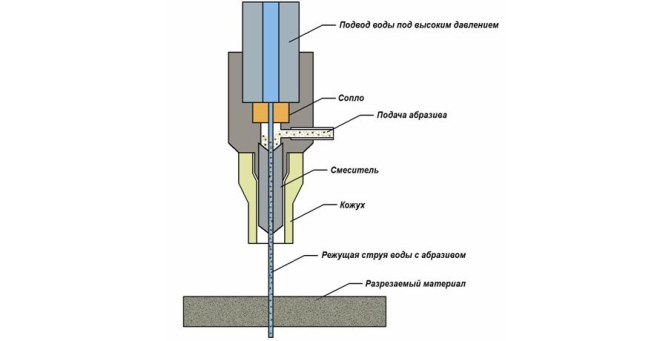 Подвод воды под высоким давлением
Сопло
Подача абразива
Смеситель
Кожух
Режущая струя воды с абразивом
Разрезаемый материал